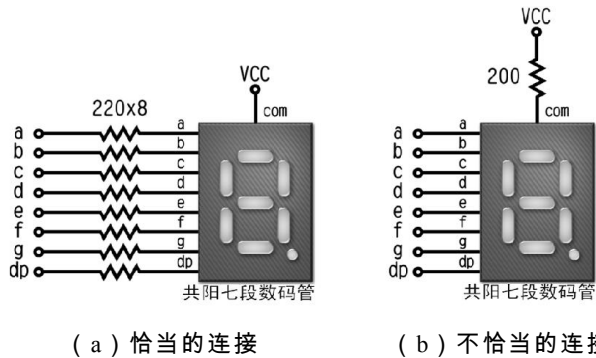 VCC
220x8
com
a a
b b
c c
d d
e e
f f
g g
dp dp
共阳七段数码管
(a)恰当的连接
VCC
200
com
a a
b b
c c
d d
e e
f f
g g
dp dp
共阳七段数码管
(b)不恰当的连接